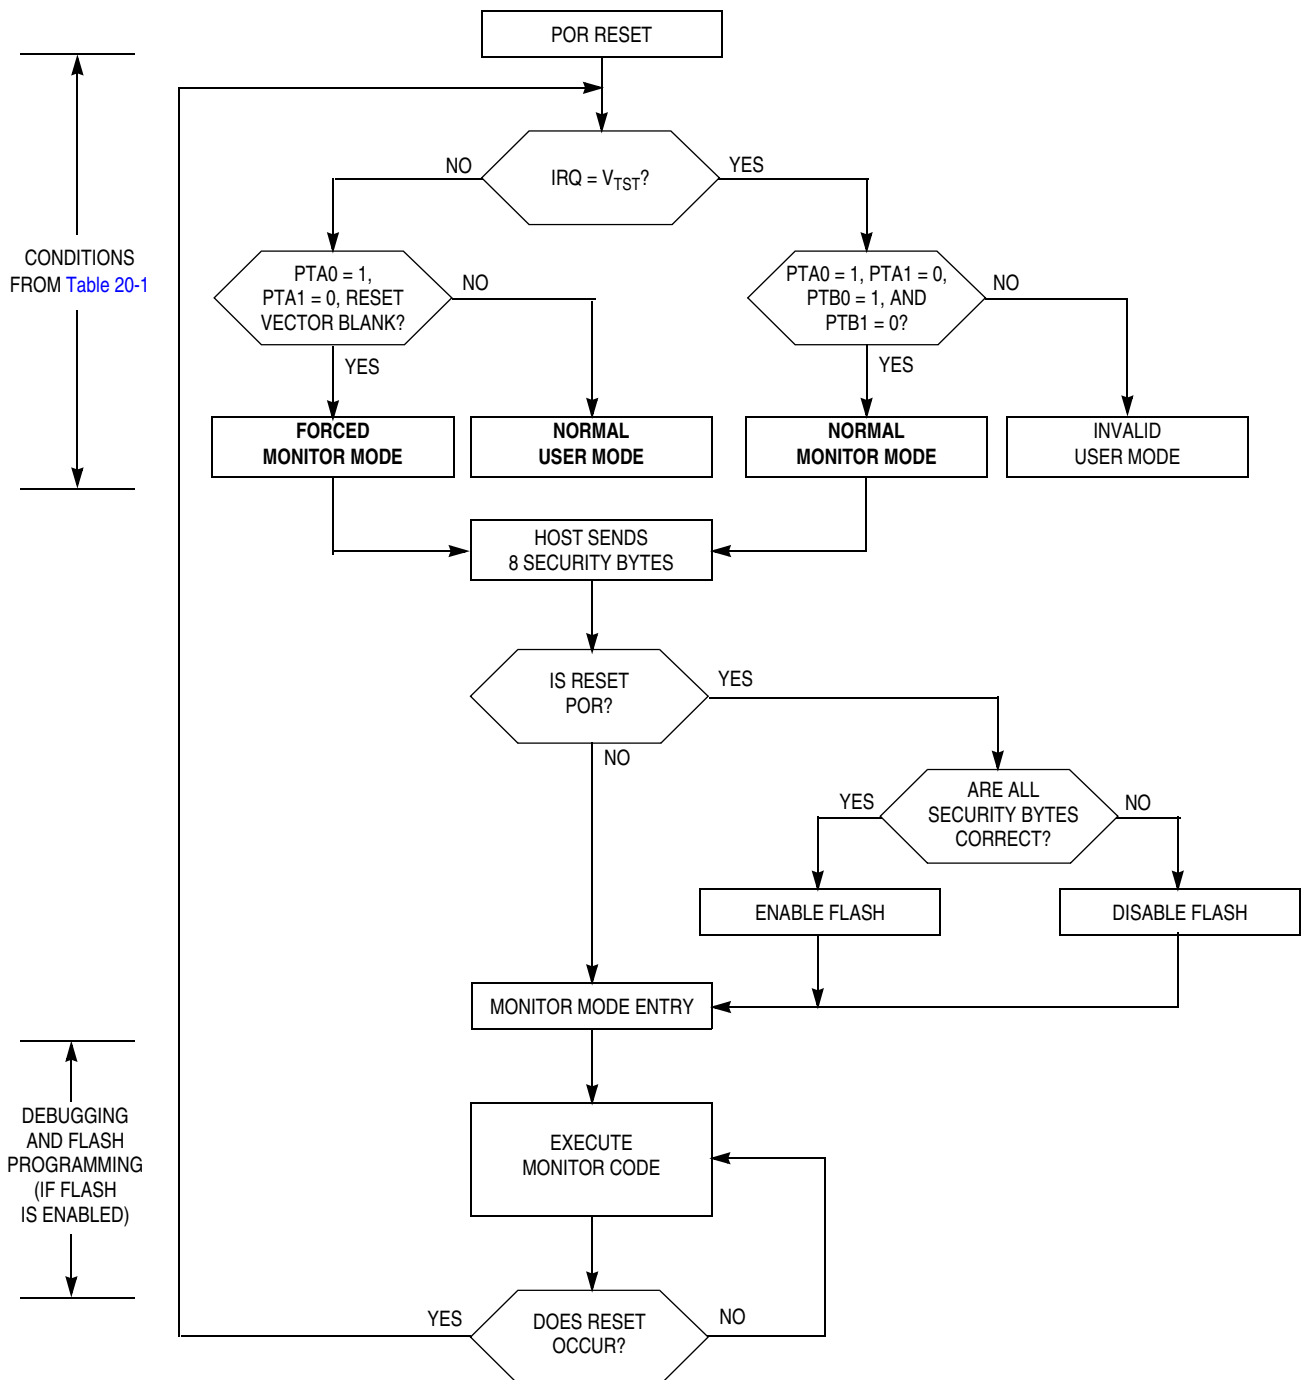 POR RESET
IRQ = VTST?
NO
YES
CONDITIONS
FROM Table 20-1
PTA0 = 1,
PTA1 = 0, RESET
VECTOR BLANK?
NO
YES
PTA0 = 1, PTA1 = 0,
PTB0 = 1, AND
PTB1 = 0?
NO
YES
FORCED
MONITOR MODE
NORMAL
USER MODE
NORMAL
MONITOR MODE
INVALID
USER MODE
HOST SENDS
8 SECURITY BYTES
IS RESET
POR?
YES
NO
ARE ALL
SECURITY BYTES
CORRECT?
YES
NO
ENABLE FLASH
DISABLE FLASH
MONITOR MODE ENTRY
DEBUGGING
AND FLASH
PROGRAMMING
(IF FLASH
IS ENABLED)
EXECUTE
MONITOR CODE
YES
DOES RESET
OCCUR?
NO